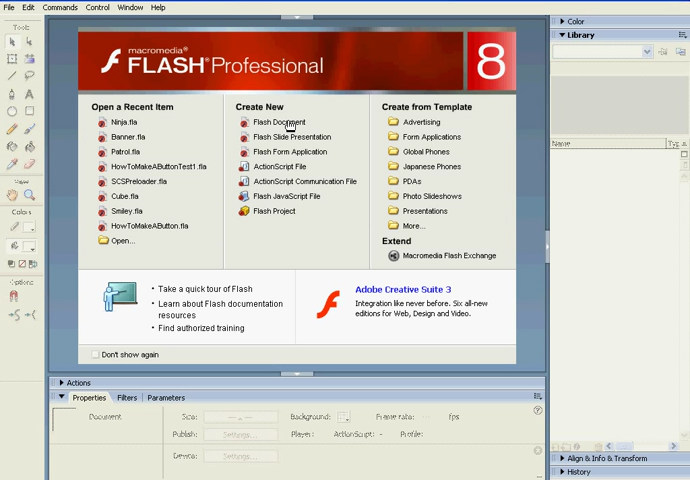 File Edit Commands Control Window Help
Tools
View
Colors
Options
macromedia
FLASH Professional 8
Open a Recent Item
Ninja.fla
Banner.fla
Patrol.fla
HowToMakeAButtonTest1.fla
SCSPreloader.fla
Cube.fla
Smiley.fla
HowToMakeAButton.fla
Open...
Create New
Flash Document
Flash Slide Presentation
Flash Form Application
ActionScript File
ActionScript Communication File
Flash JavaScript File
Flash Project
Create from Template
Advertising
Form Applications
Global Phones
Japanese Phones
PDAs
Photo Slideshows
Presentations
More...
Extend
Macromedia Flash Exchange
• Take a quick tour of Flash
• Learn about Flash documentation
resources
• Find authorized training
Adobe Creative Suite 3
Integration like never before. Six all-new
editions for Web, Design and Video.
Don't show again
Actions
Properties Filters Parameters
Document Size: Background: Frame rate: fps
Publish: Settings... Player: ActionScript: - Profile:
Device: Settings...
Color
Library
Name
Align & Info & Transform
History